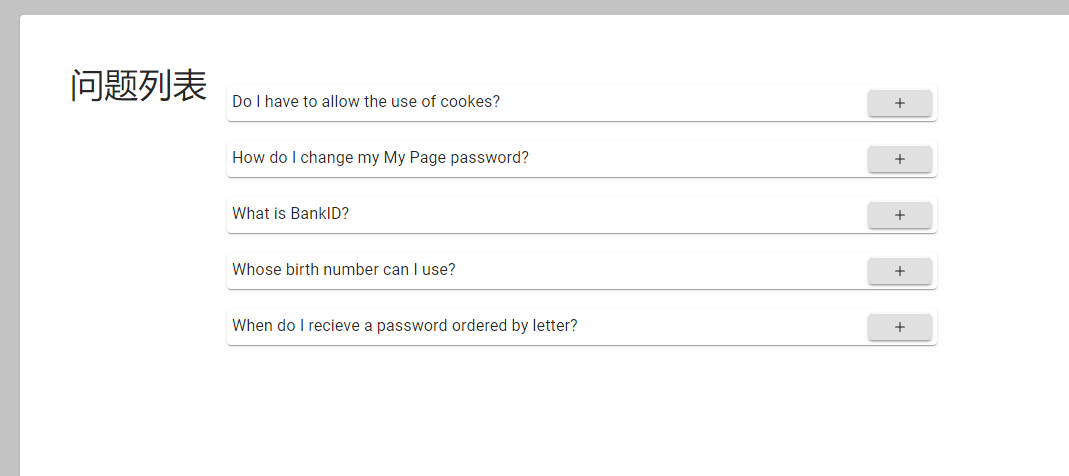 问题列表
Do I have to allow the use of cookes?
+
How do I change my My Page password?
+
What is BankID?
+
Whose birth number can I use?
+
When do I recieve a password ordered by letter?
+